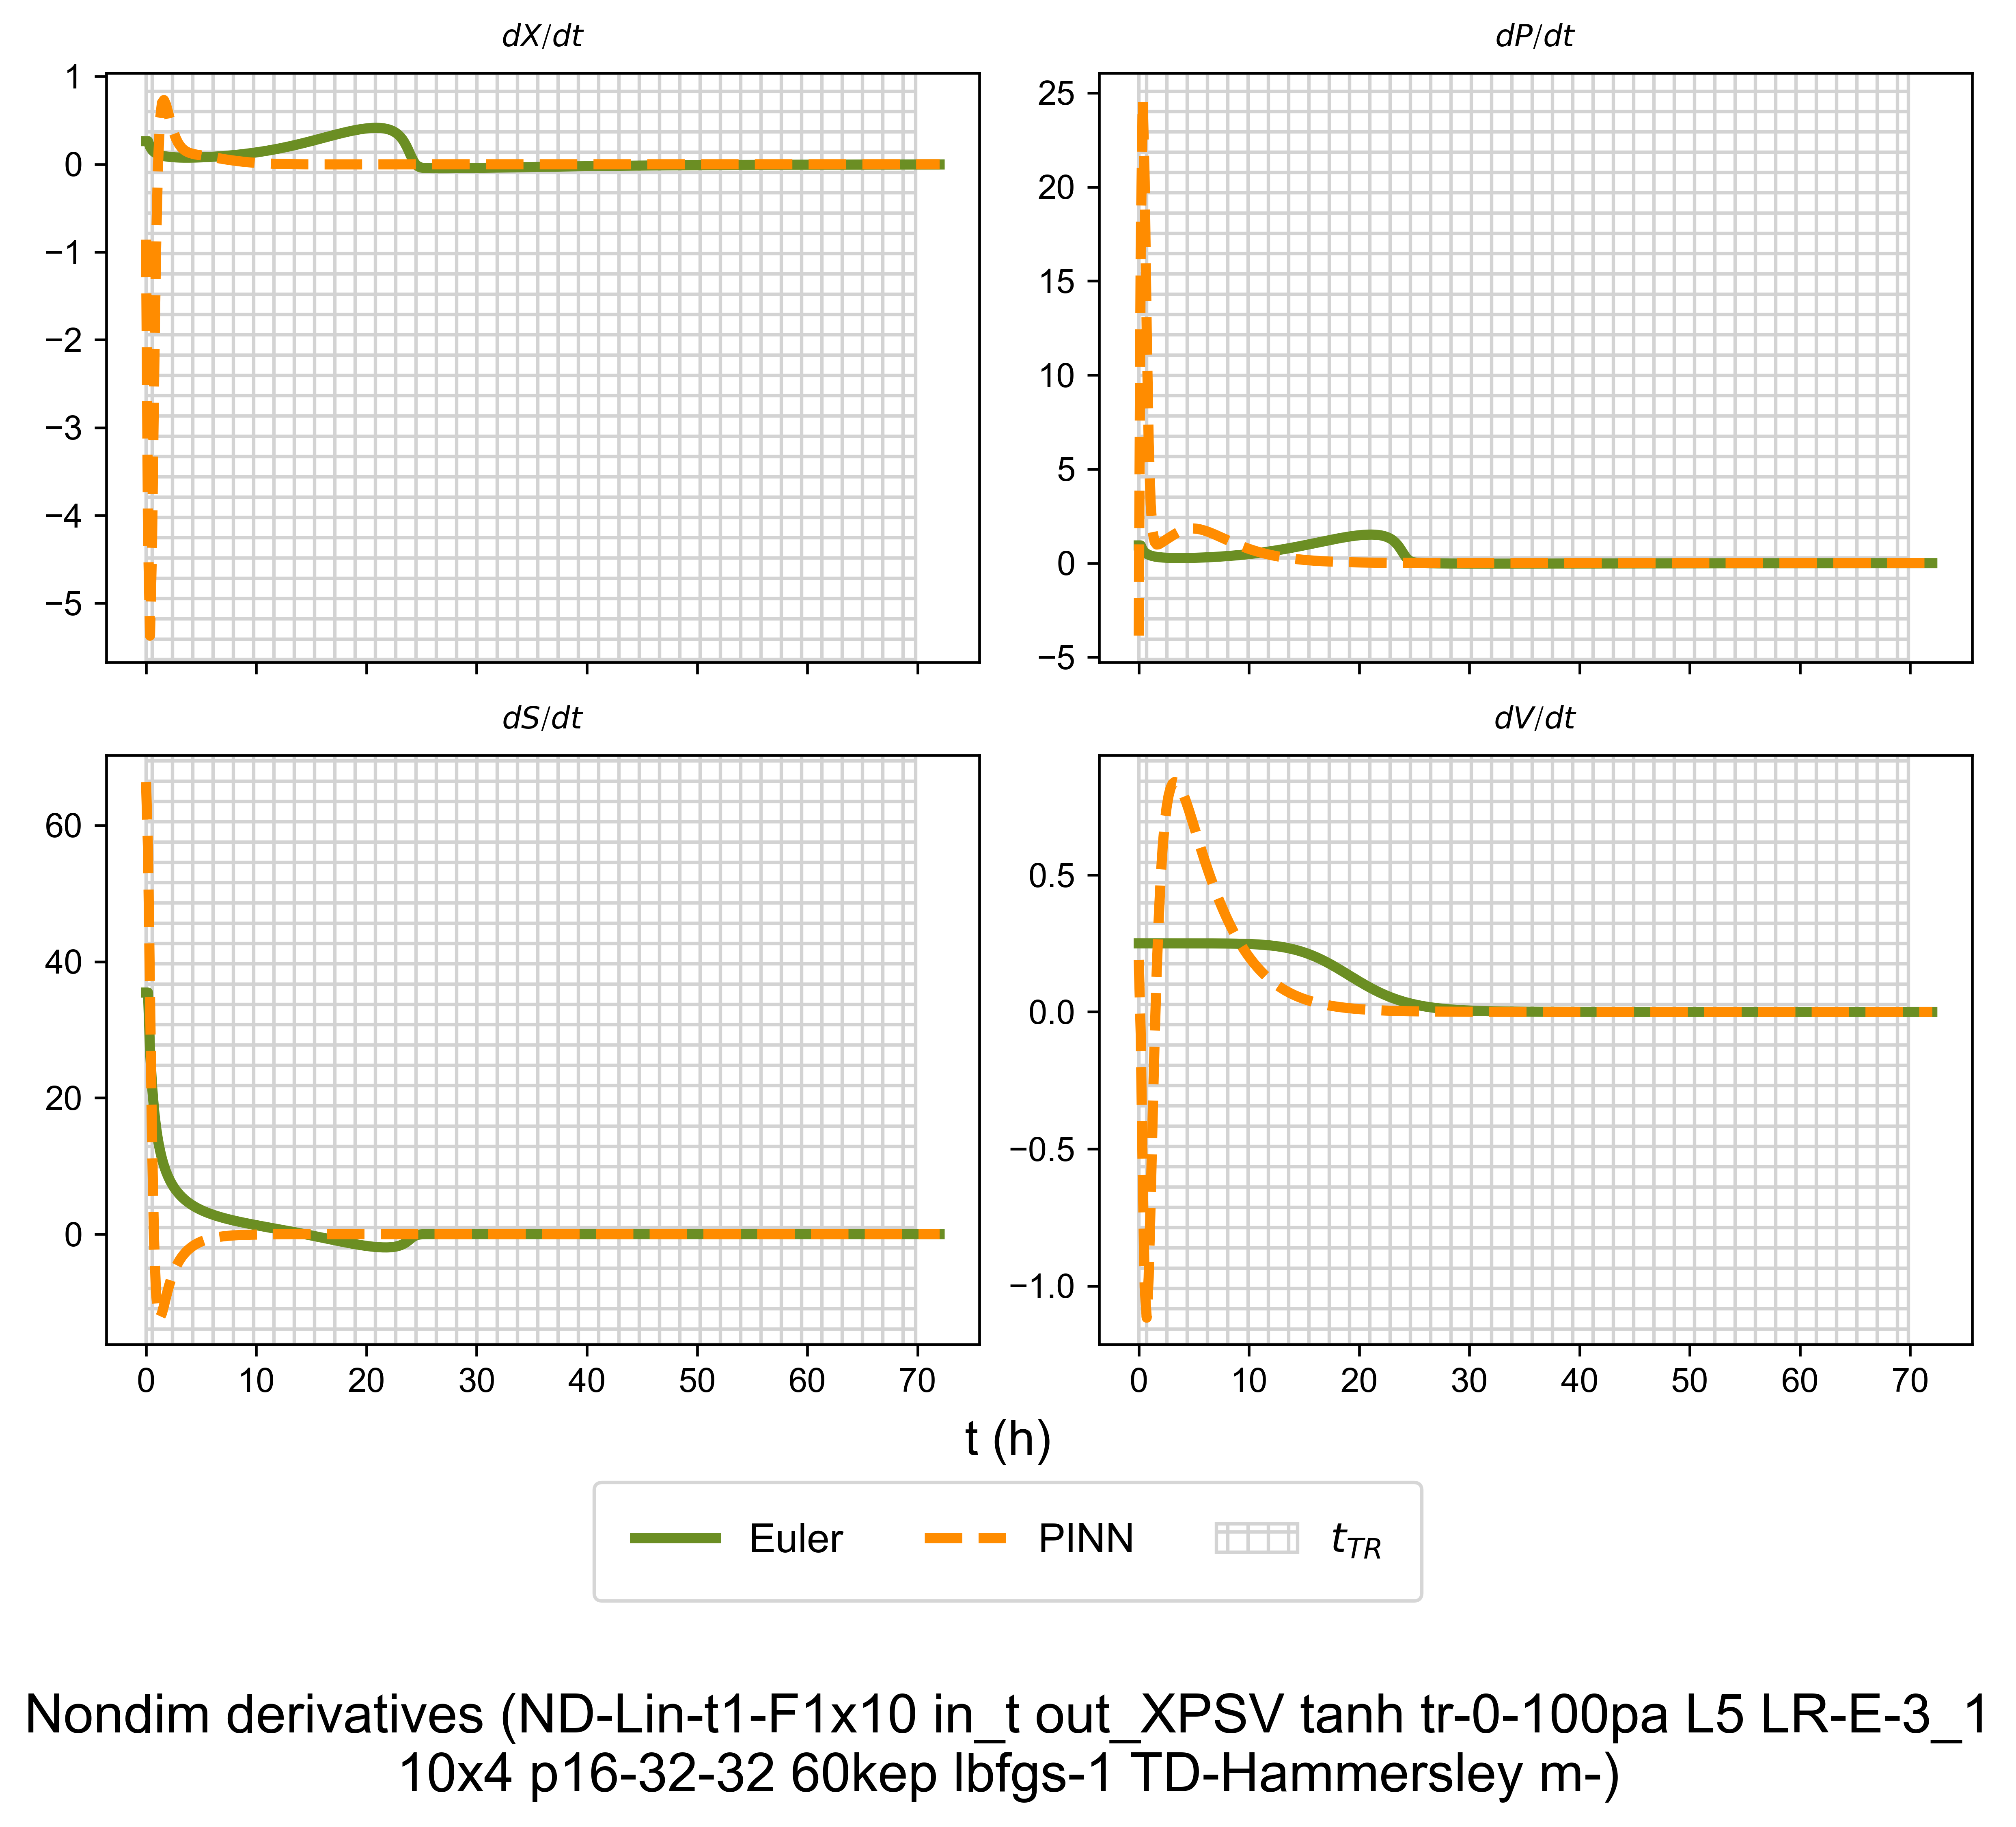 dX/dt
dP/dt
1
0
−1
−2
−3
−4
−5
25
20
15
10
5
0
−5
dS/dt
dV/dt
60
40
20
0
0 10 20 30 40 50 60 70
0.5
0.0
−0.5
−1.0
0 10 20 30 40 50 60 70
t (h)
Euler PINN t_TR
Nondim derivatives (ND-Lin-t1-F1x10 in_t out_XPSV tanh tr-0-100pa L5 LR-E-3_1
10x4 p16-32-32 60kep lbfgs-1 TD-Hammersley m-)